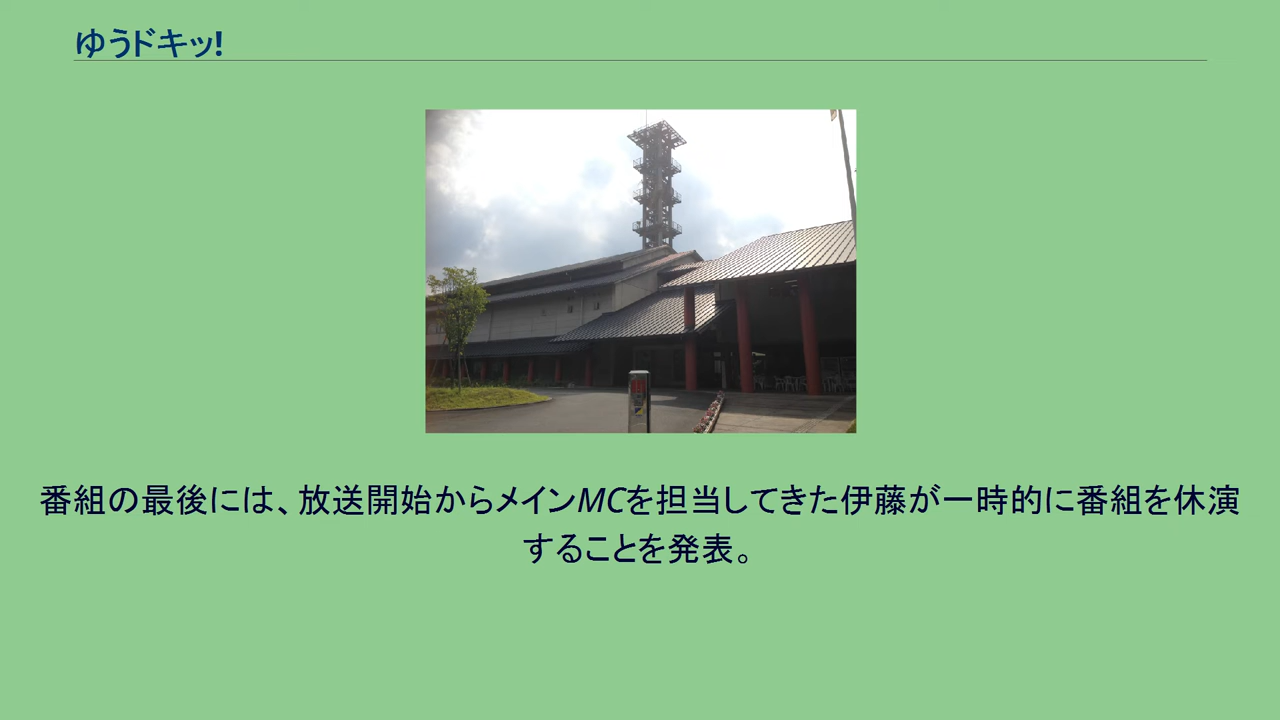 ゆうドキッ!
番組の最後には、放送開始からメインMCを担当してきた伊藤が一時的に番組を休演
することを発表。